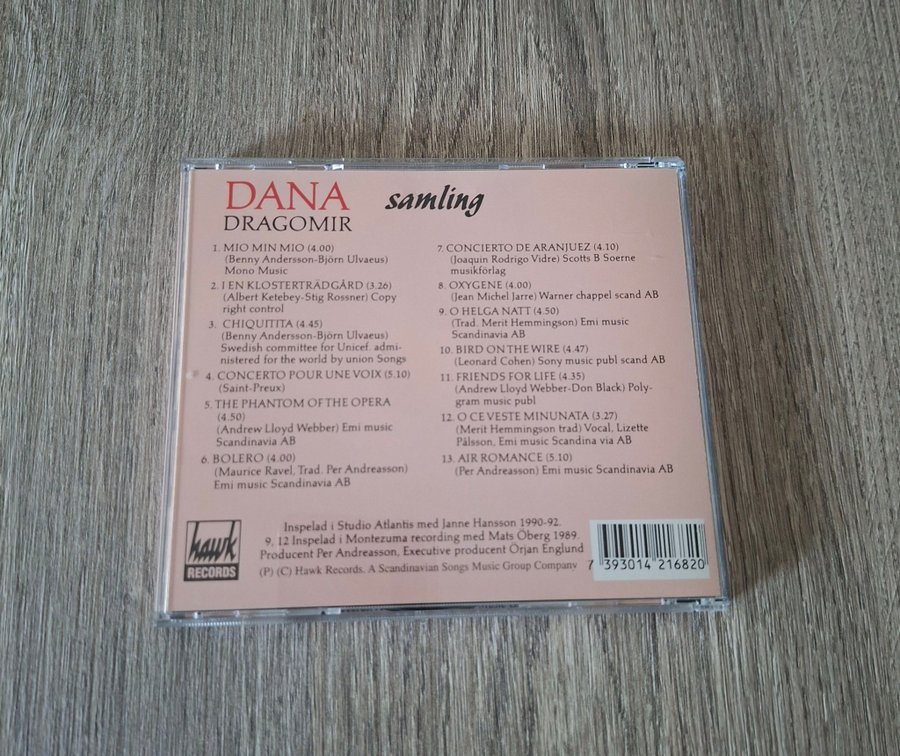 DANA
DRAGOMIR
samling
1. MIO MIN MIO (4.00)
(Benny Andersson-Björn Ulvaeus)
Mono Music
2. I EN KLOSTERTRÄDGÅRD (3.26)
(Albert Ketebey-Stig Rossner) Copy
right control
3. CHIQUITITA (4.45)
(Benny Andersson-Björn Ulvaeus)
Swedish committee for Unicef. admi-
nistered for the world by union Songs
4. CONCERTO POUR UNE VOIX (5.10)
(Saint-Preux)
5. THE PHANTOM OF THE OPERA
(4.50)
(Andrew Lloyd Webber) Emi music
Scandinavia AB
6. BOLERO (4.00)
(Maurice Ravel, Trad. Per Andreasson)
Emi music Scandinavia AB
7. CONCIERTO DE ARANJUEZ (4.10)
(Joaquin Rodrigo Vidre) Scotts B Soerne
musikförlag
8. OXYGENE (4.00)
(Jean Michel Jarre) Warner chappel scand AB
9. O HELGA NATT (4.50)
(Trad. Merit Hemmingson) Emi music
Scandinavia AB
10. BIRD ON THE WIRE (4.47)
(Leonard Cohen) Sony music publ scand AB
11. FRIENDS FOR LIFE (4.35)
(Andrew Lloyd Webber-Don Black) Poly-
gram music publ
12. O CE VESTE MINUNATA (3.27)
(Merit Hemmingson trad) Vocal, Lizette
Pålsson, Emi music Scandina via AB
13. AIR ROMANCE (5.10)
(Per Andreasson) Emi music Scandinavia AB
hawk
RECORDS
Inspelad i Studio Atlantis med Janne Hansson 1990-92.
9, 12 Inspelad i Montezuma recording med Mats Öberg 1989.
Producent Per Andreasson, Executive producent Örjan Englund
(P) (C) Hawk Records. A Scandinavian Songs Music Group Company
7 393014 216820